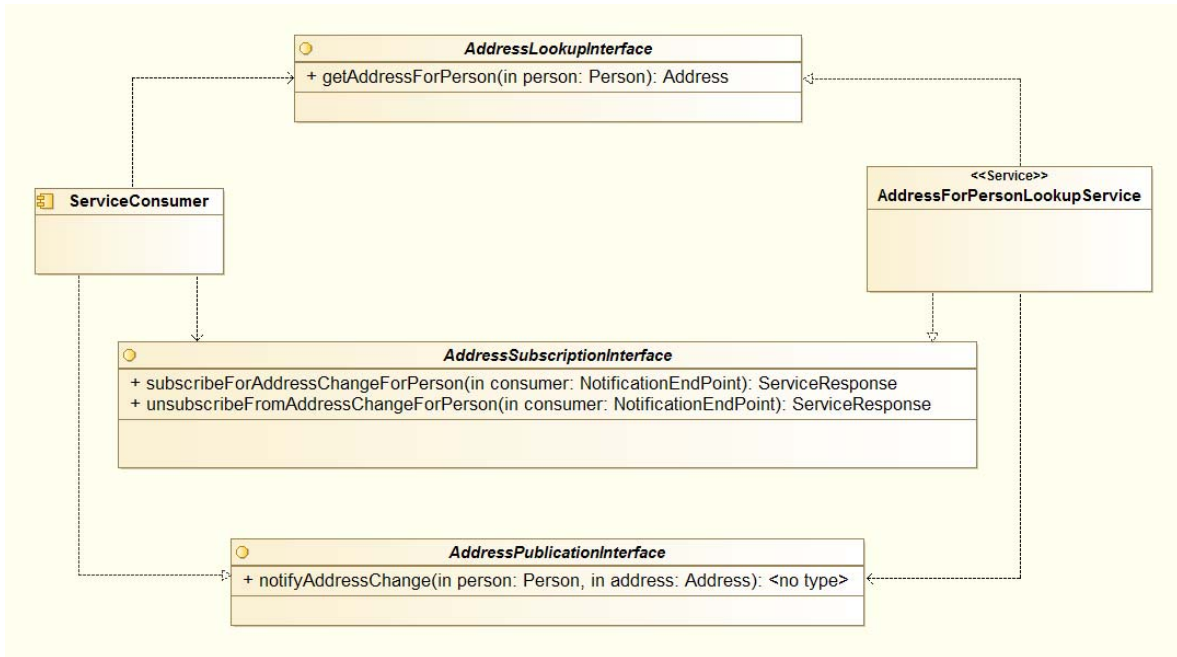 AddressLookupInterface
+ getAddressForPerson(in person: Person): Address
<<Service>>
AddressForPersonLookupService
ServiceConsumer
AddressSubscriptionInterface
+ subscribeForAddressChangeForPerson(in consumer: NotificationEndPoint): ServiceResponse
+ unsubscribeFromAddressChangeForPerson(in consumer: NotificationEndPoint): ServiceResponse
AddressPublicationInterface
+ notifyAddressChange(in person: Person, in address: Address): <no type>